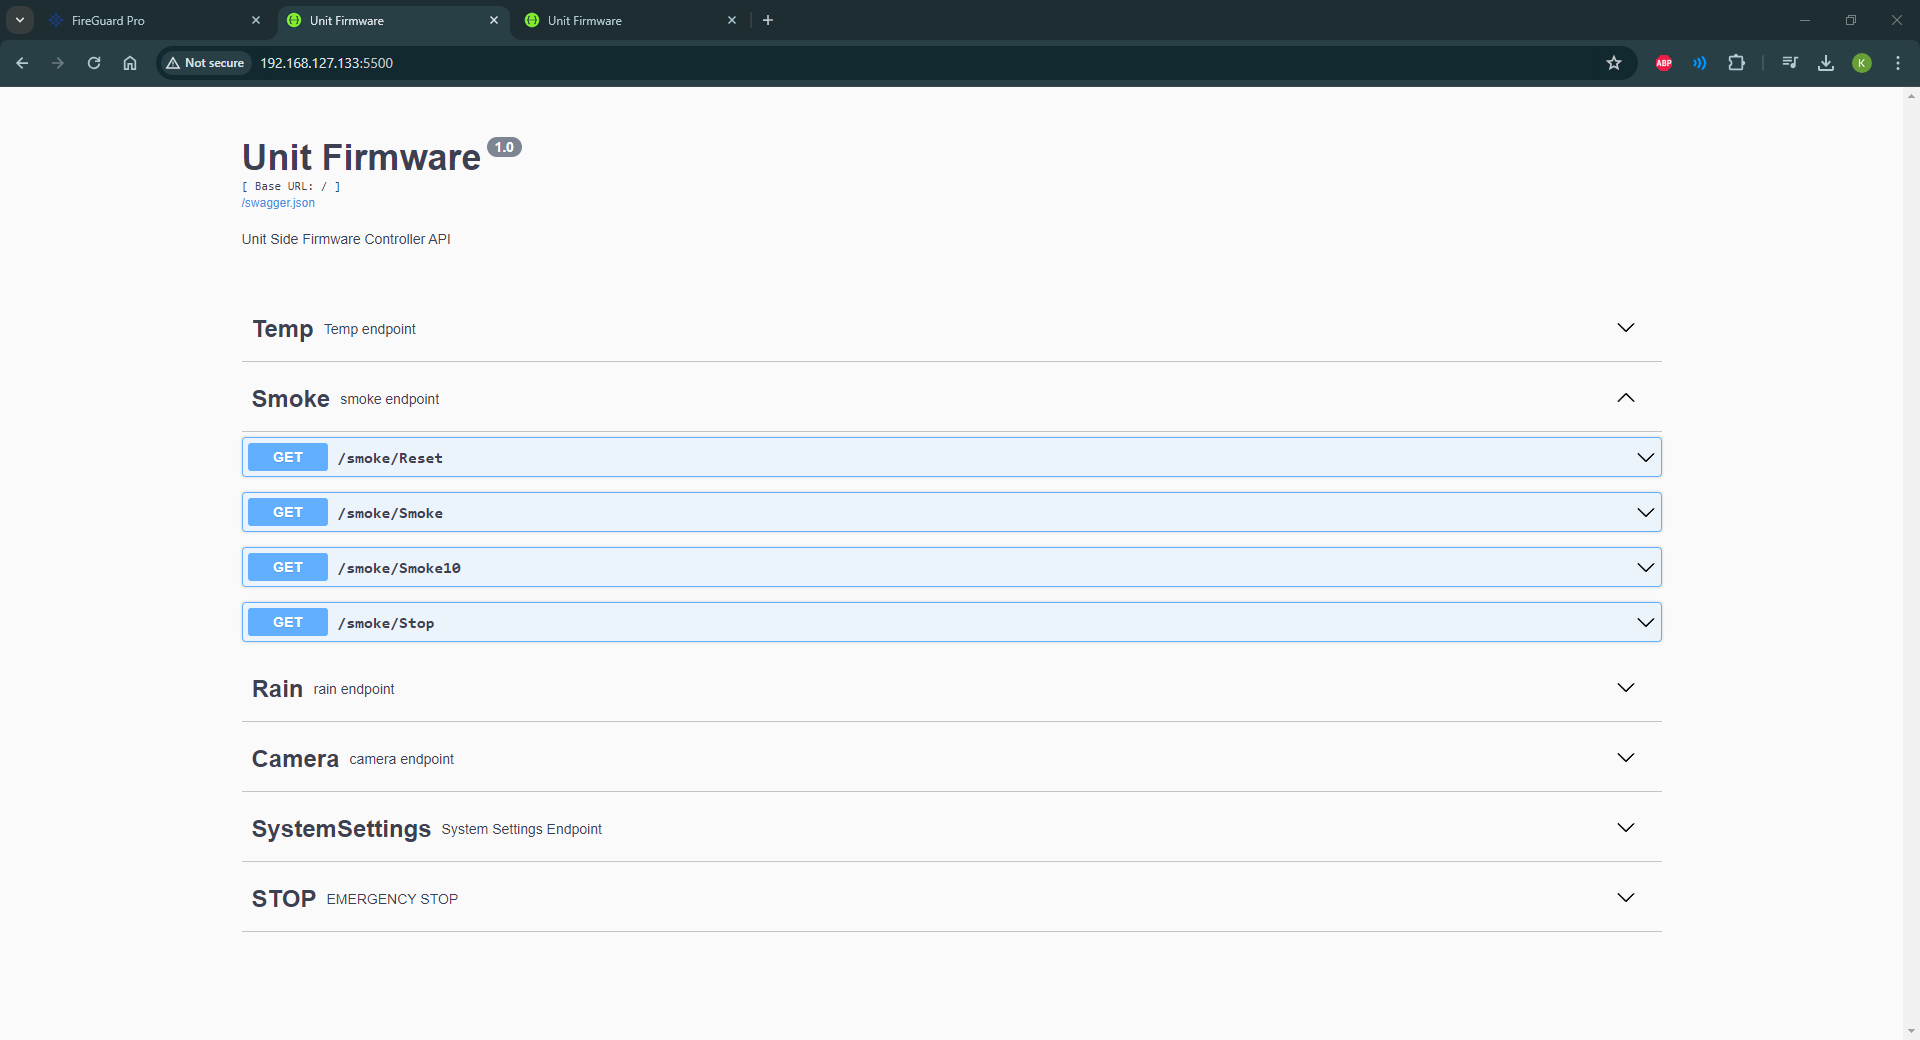 FireGuard Pro
Unit Firmware
Unit Firmware
Not secure
192.168.127.133:5500
ABP
K
Unit Firmware 1.0
[ Base URL: / ]
/swagger.json
Unit Side Firmware Controller API
Temp Temp endpoint
Smoke smoke endpoint
GET /smoke/Reset
GET /smoke/Smoke
GET /smoke/Smoke10
GET /smoke/Stop
Rain rain endpoint
Camera camera endpoint
SystemSettings System Settings Endpoint
STOP EMERGENCY STOP